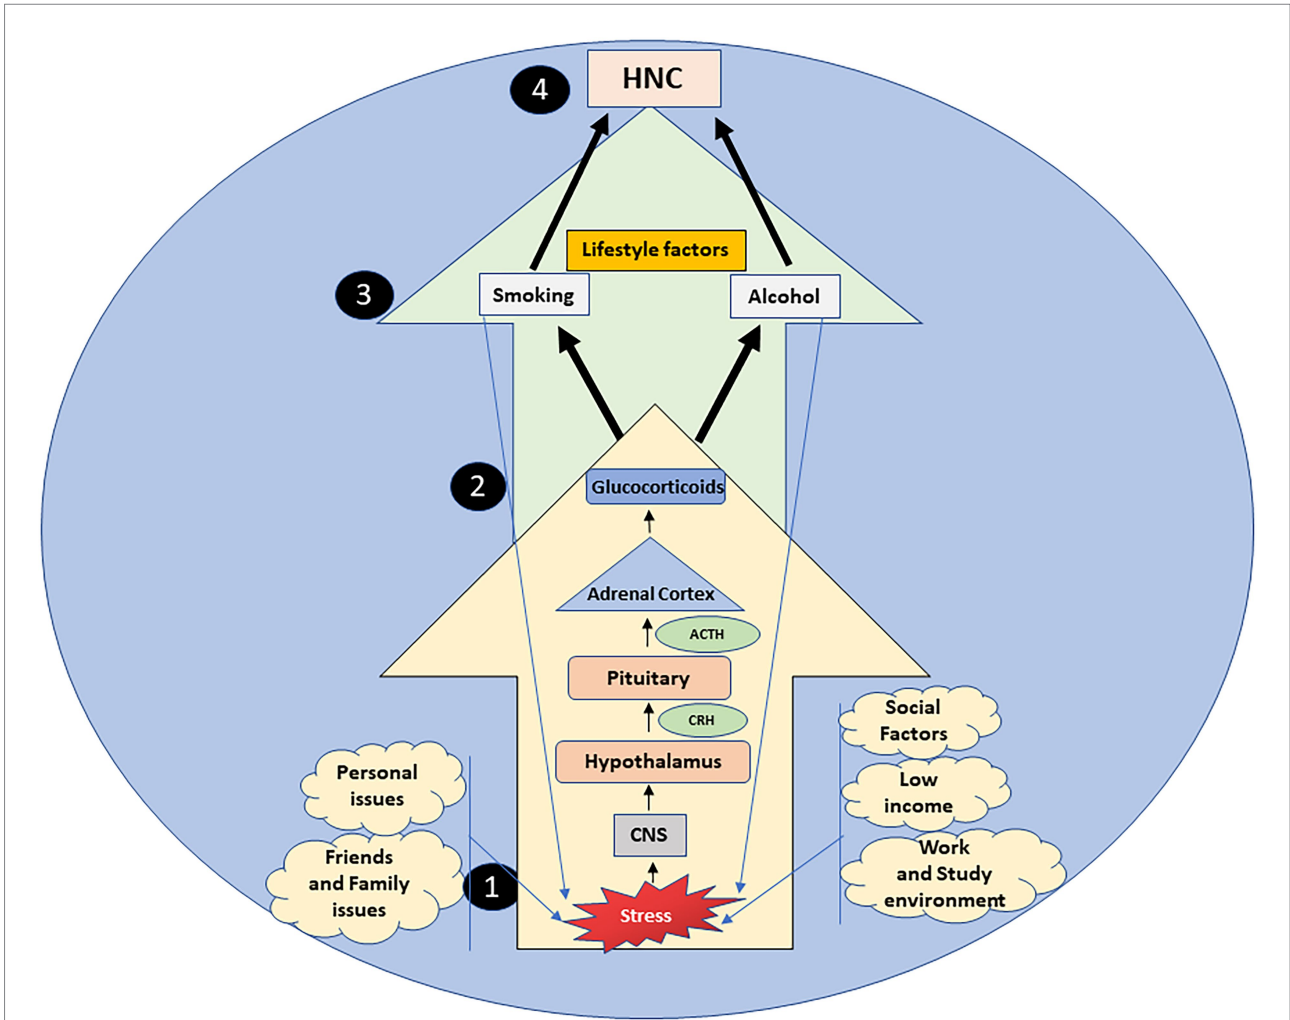 4
HNC
Lifestyle factors
3
Smoking
Alcohol
2
Glucocorticoids
Adrenal Cortex
ACTH
Pituitary
CRH
Hypothalamus
CNS
Stress
1
Personal
issues
Friends
and Family
issues
Social
Factors
Low
income
Work
and Study
environment